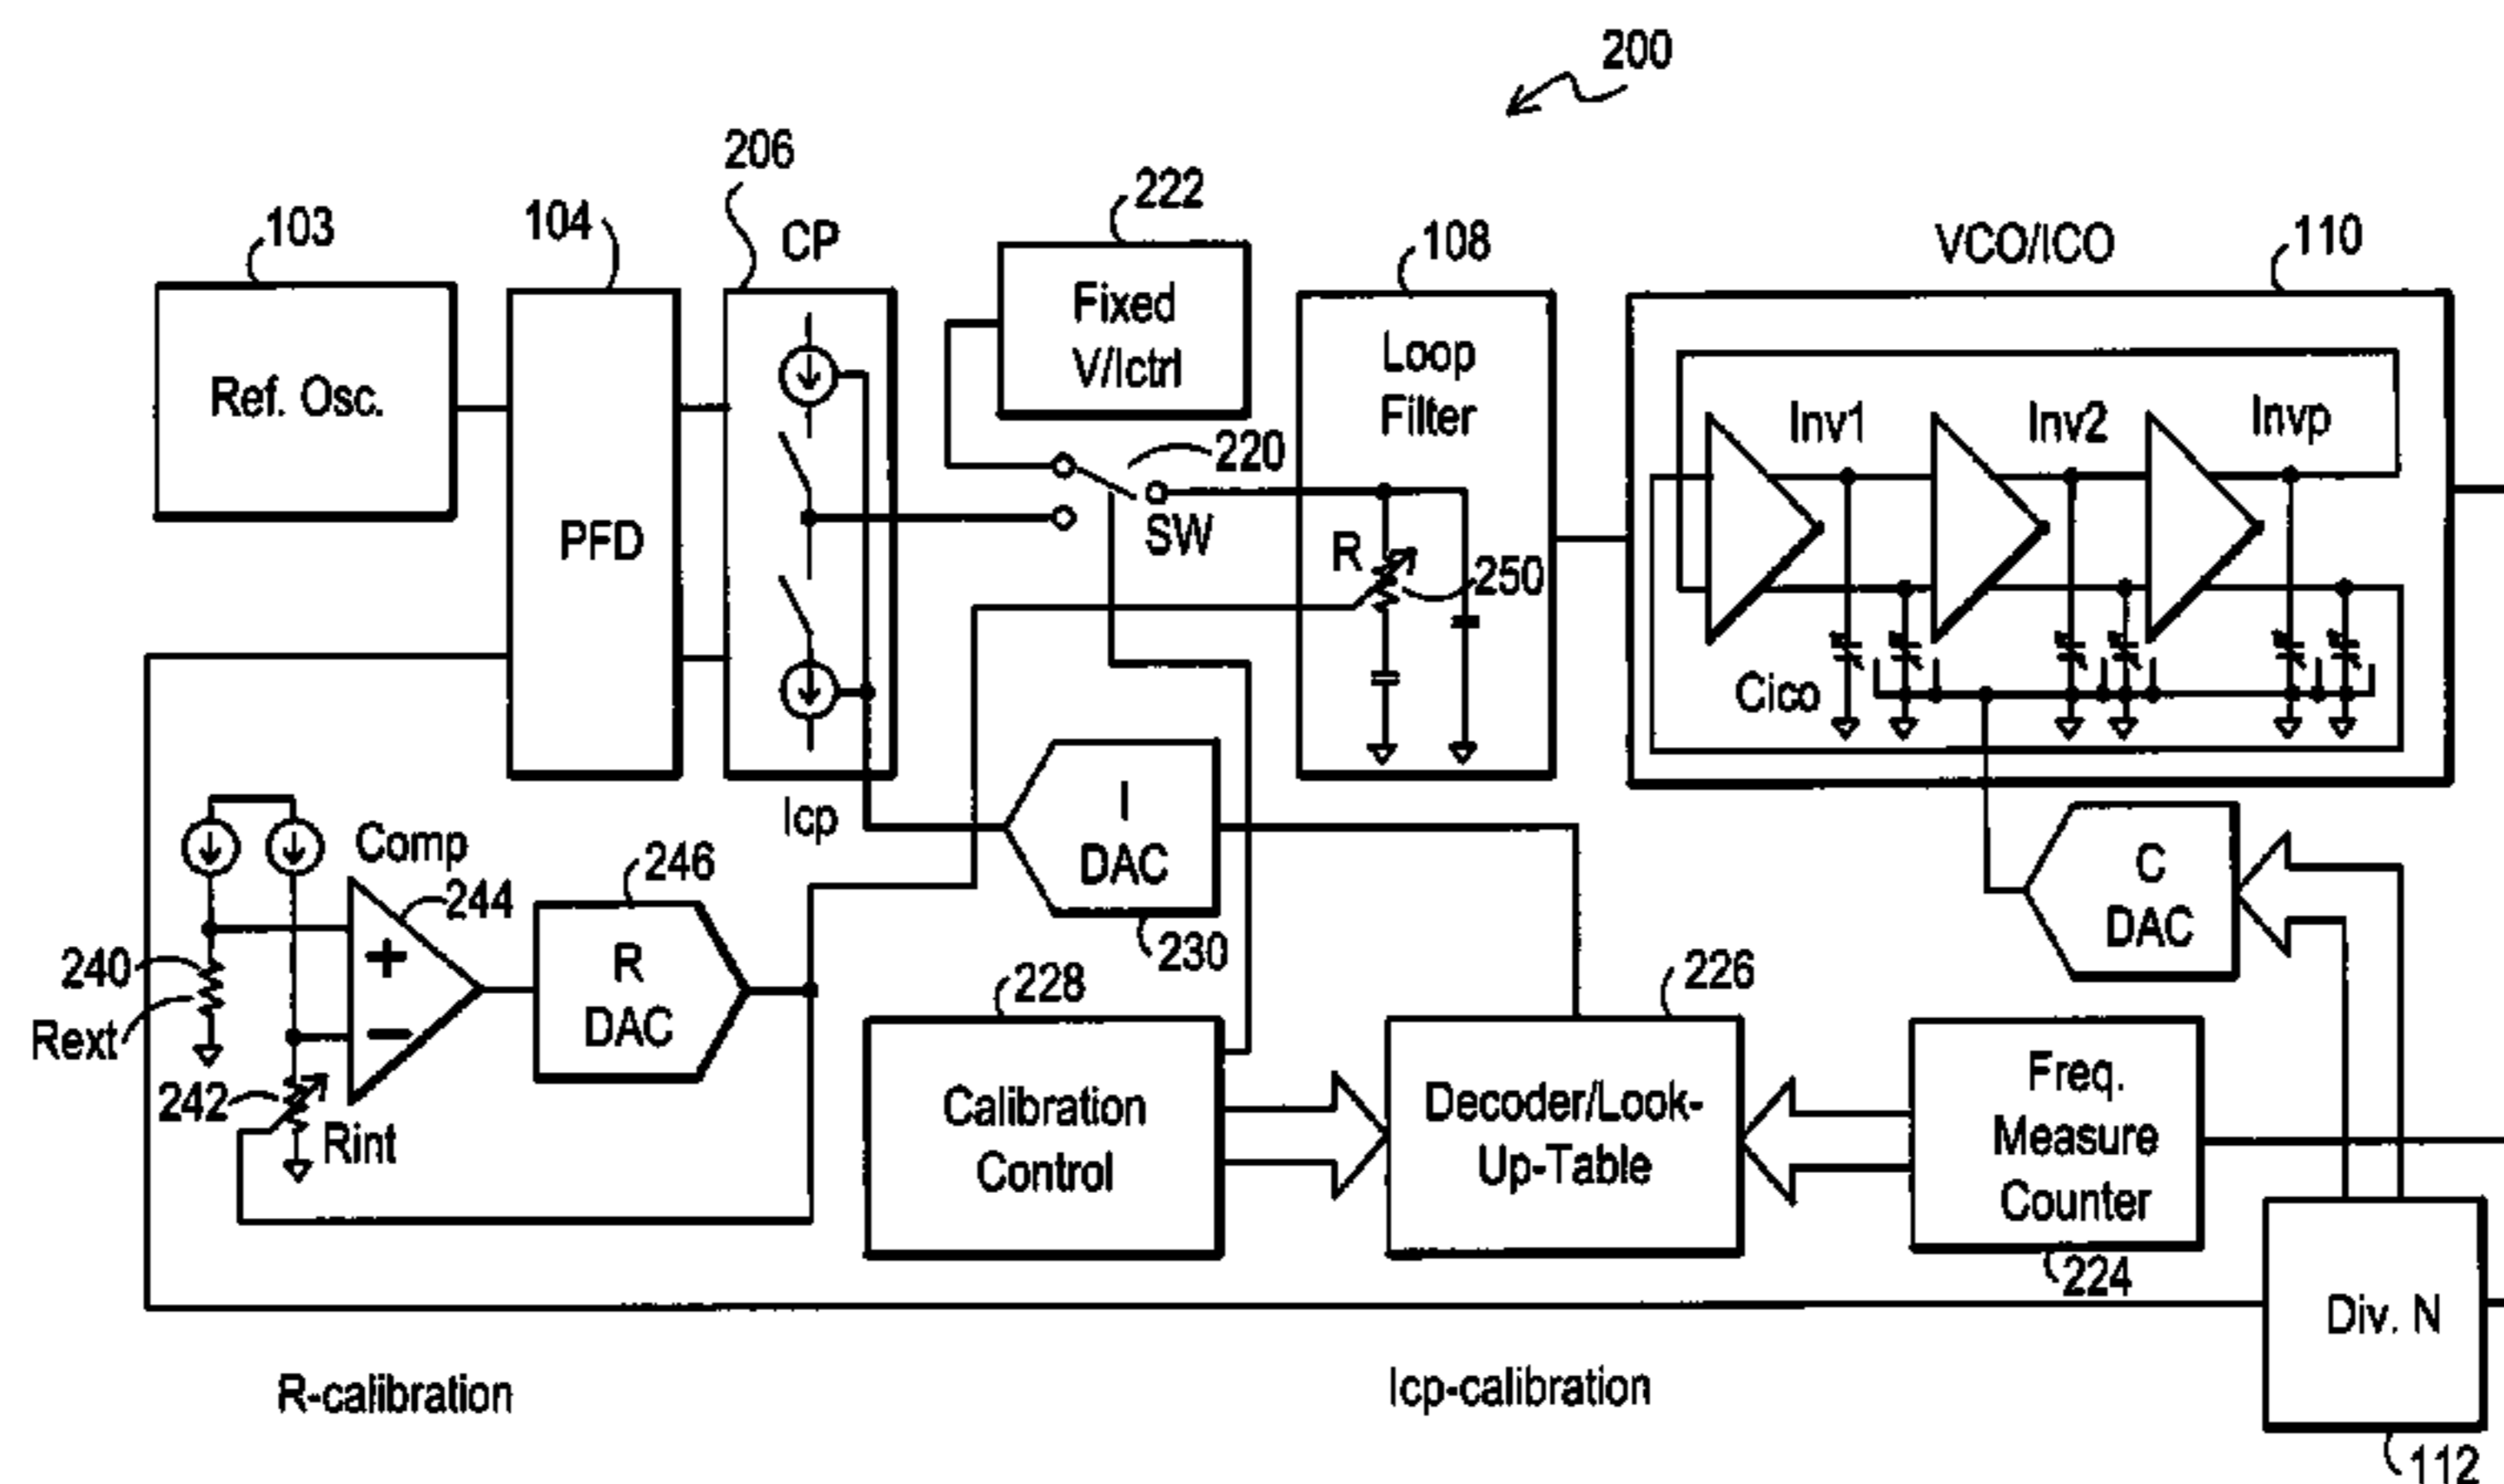 200
206
222
103
104
CP
108
VCO/ICO
110
Fixed
V/Ictrl
Loop
Filter
Ref. Osc.
Inv1
Inv2
Invp
220
PFD
SW
R
250
Cico
Icp
I
DAC
230
Comp
244
246
C
DAC
240
Rext
+
−
R
DAC
228
226
242
Rint
Calibration
Control
Decoder/Look-
Up-Table
Freq.
Measure
Counter
224
Div. N
R-calibration
Icp-calibration
112